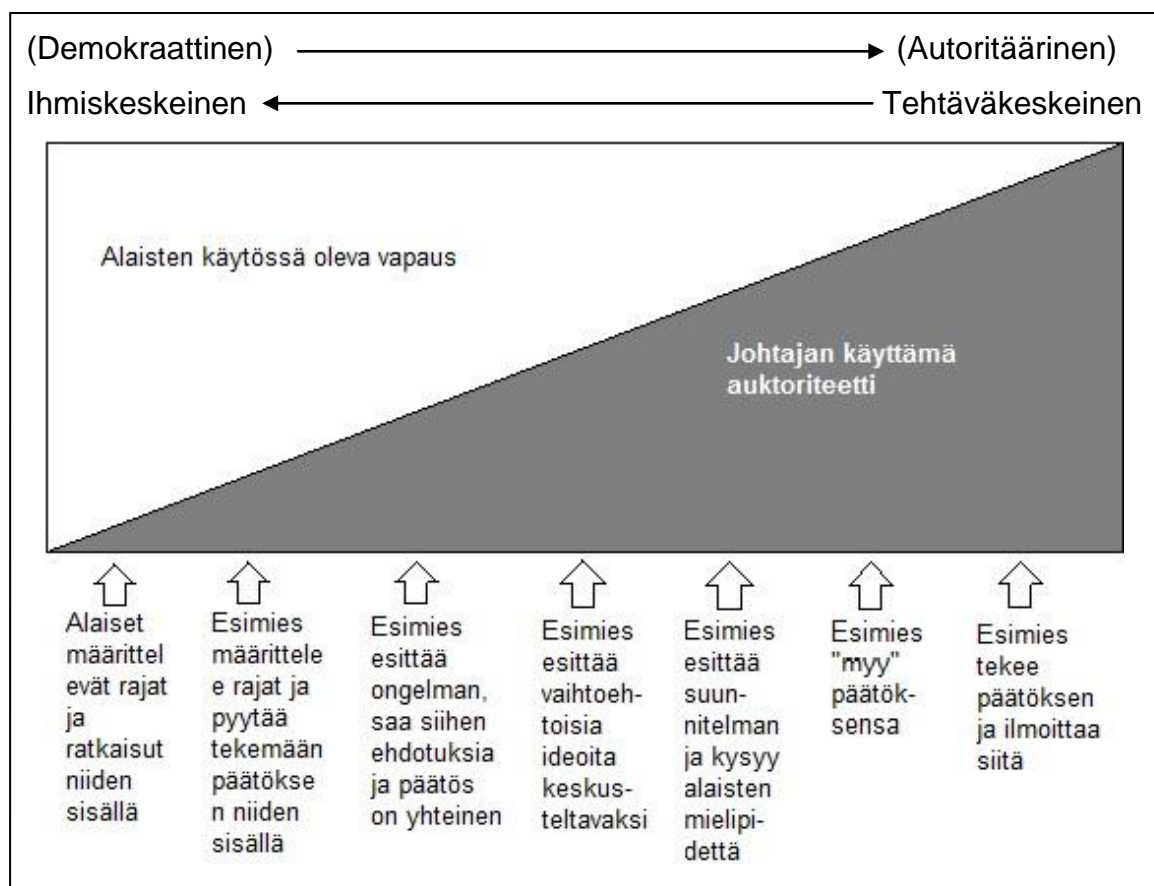 (Demokraattinen) (Autoritäärinen)
Ihmiskeskeinen Tehtäväkeskeinen
Alaisten käytössä oleva vapaus
Johtajan käyttämä
auktoriteetti
Alaiset
määrittel
evät rajat
ja
ratkaisut
niiden
sisällä
Esimies
määrittele
e rajat ja
pyytää
tekemään
päätökse
n niiden
sisällä
Esimies
esittää
ongelman,
saa siihen
ehdotuksia
ja päätös
on yhteinen
Esimies
esittää
vaihtoeh-
toisia
ideoita
keskus-
teltavaksi
Esimies
esittää
suun-
nitelman
ja kysyy
alaisten
mielipi-
dettä
Esimies
"myy"
päätök-
sensa
Esimies
tekee
päätöksen
ja ilmoittaa
siitä